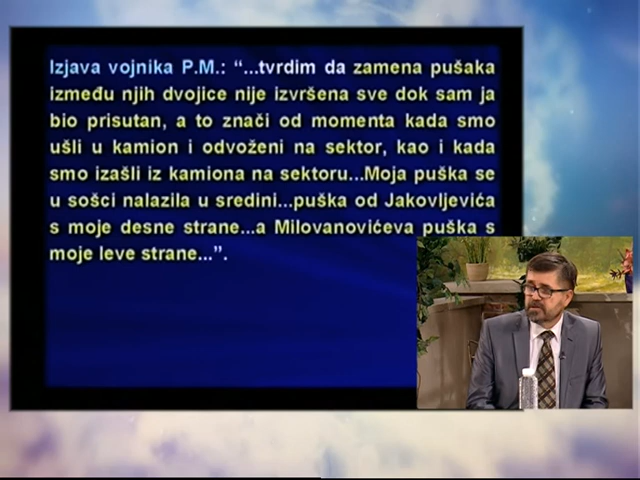 Izjava vojnika P.M.: “...tvrdim da zamena pušaka
između njih dvojice nije izvršena sve dok sam ja
bio prisutan, a to znači od momenta kada smo
ušli u kamion i odvoženi na sektor, kao i kada
smo izašli iz kamiona na sektoru...Moja puška se
u sošci nalazila u sredini...puška od Jakovljevića
s moje desne strane...a Milovanovićeva puška s
moje leve strane...”.